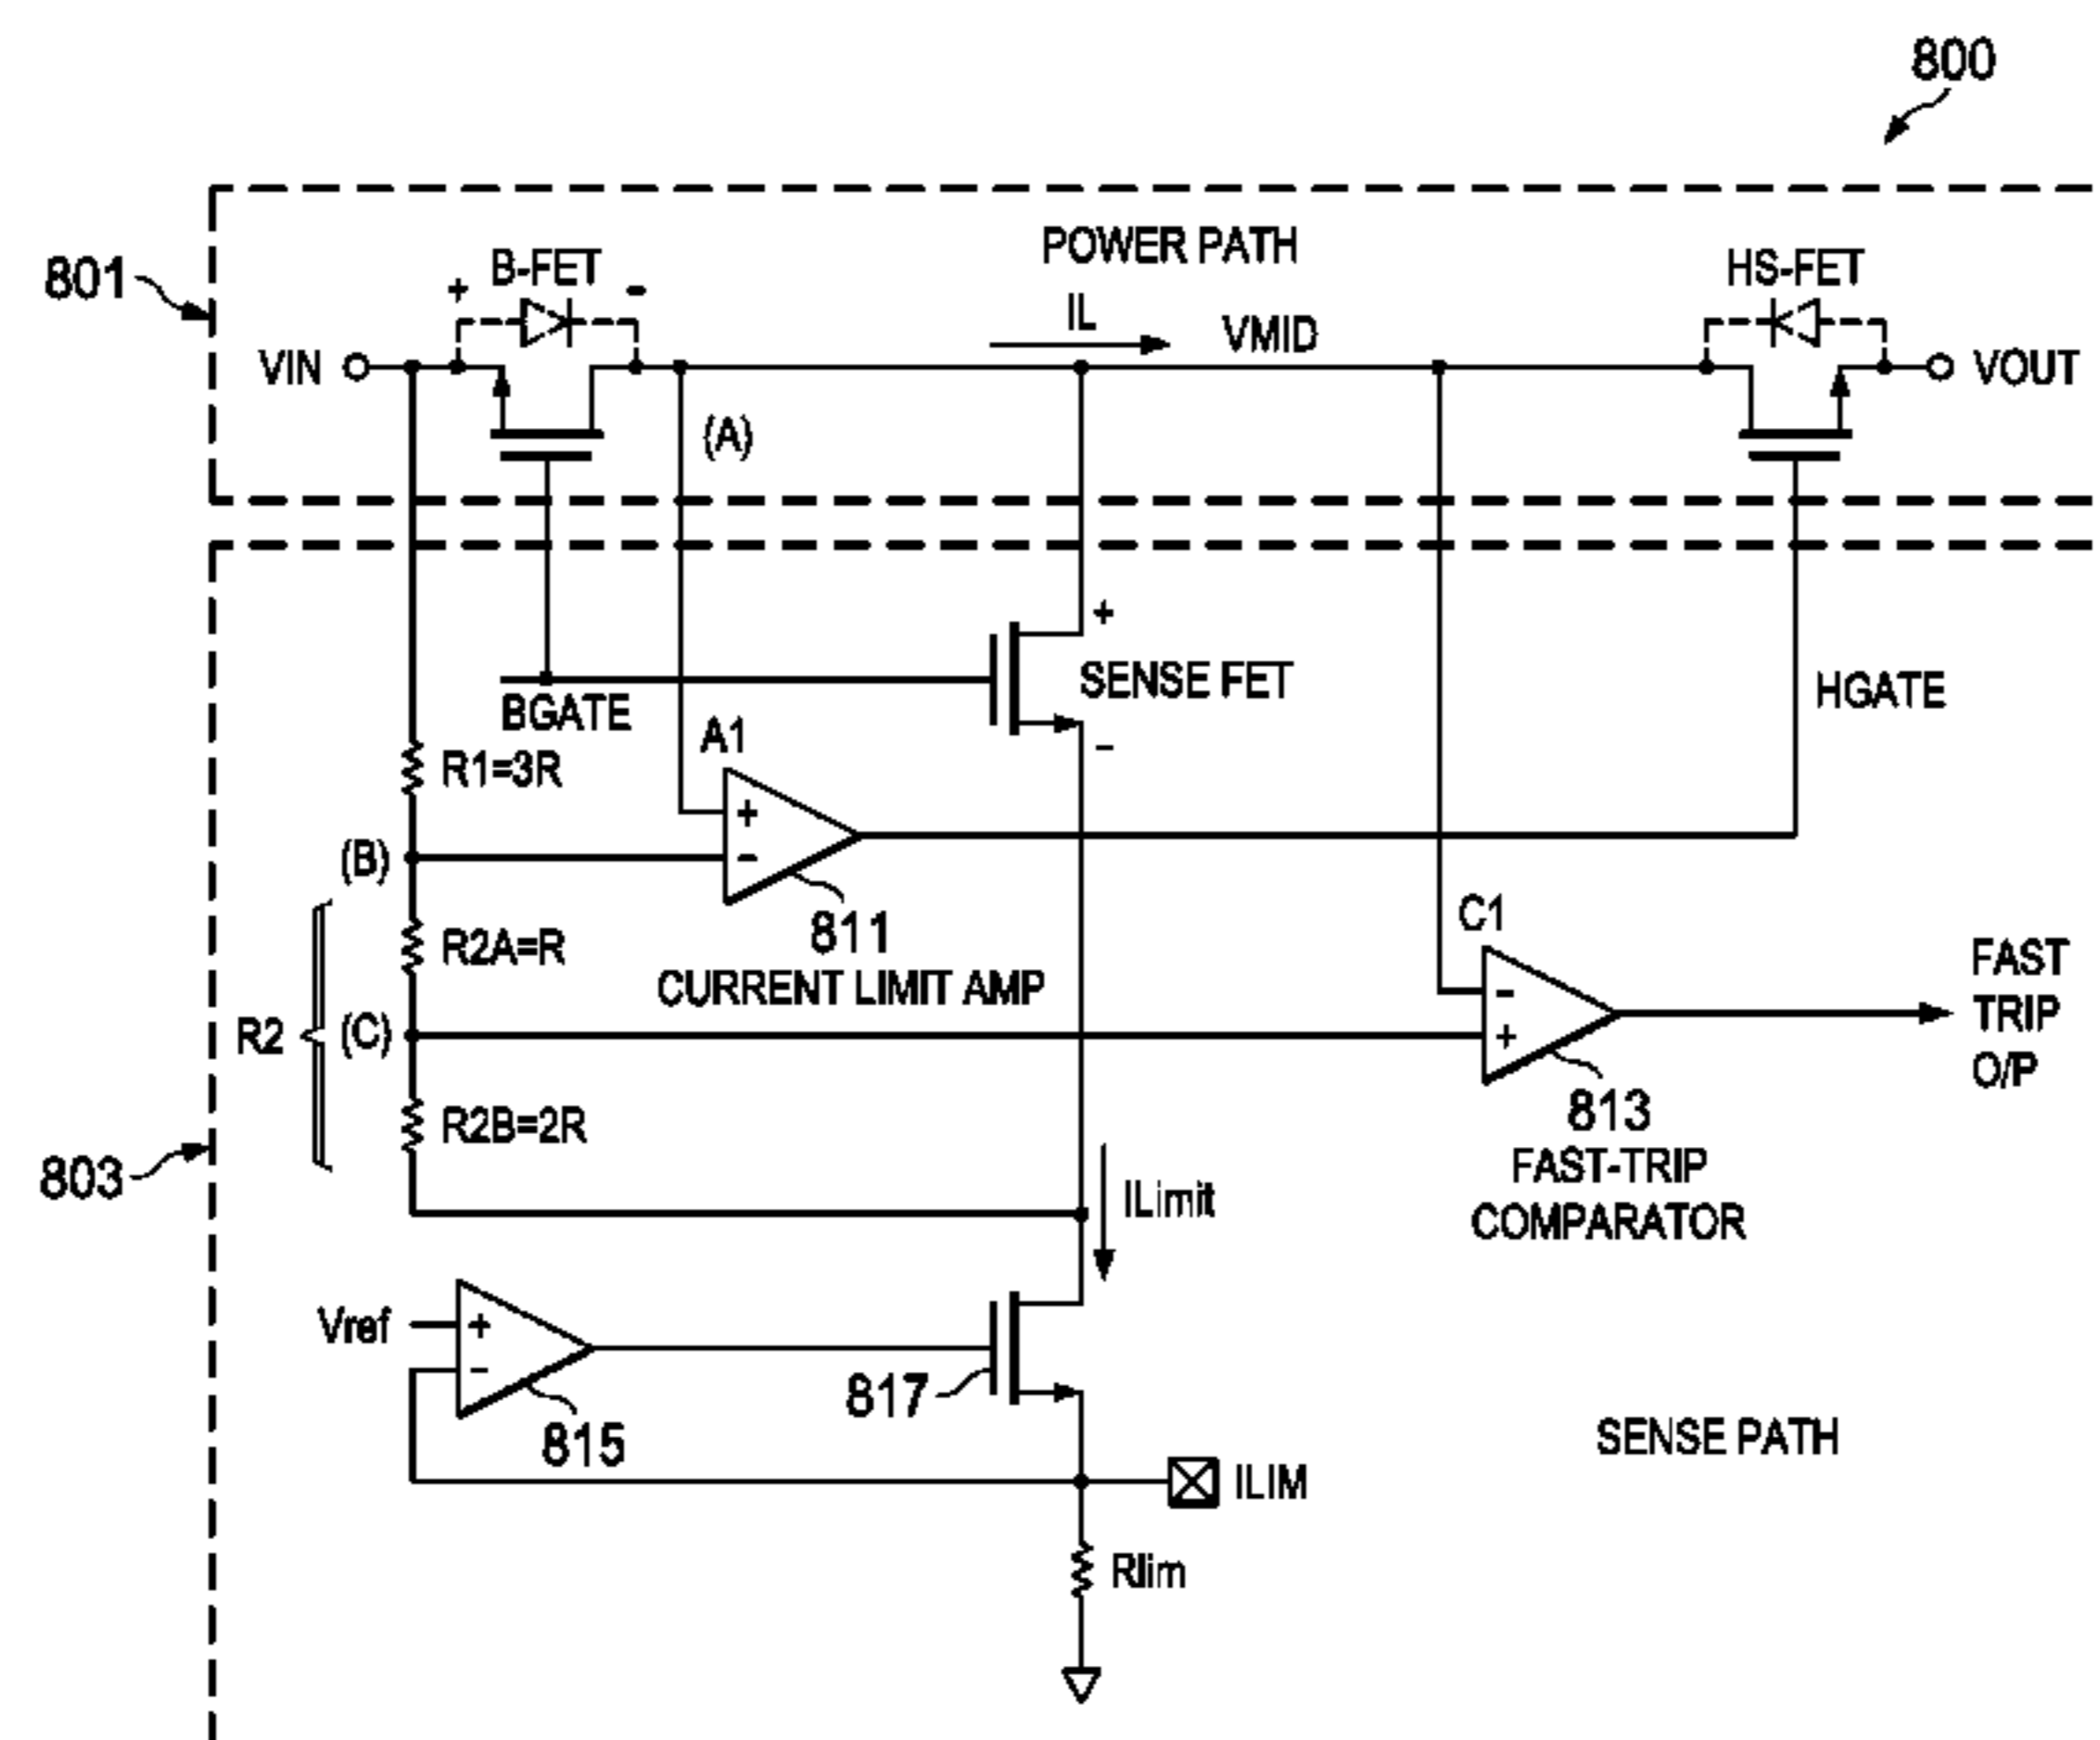 800
801
POWER PATH
B-FET
HS-FET
+
-
IL
VMID
VIN
VOUT
(A)
+
SENSE FET
-
BGATE
HGATE
A1
R1=3R
+
-
(B)
811
CURRENT LIMIT AMP
R2A=R
C1
R2
(C)
-
+
FAST
TRIP
O/P
813
FAST-TRIP
COMPARATOR
R2B=2R
803
ILimit
Vref
+
-
815
817
SENSE PATH
ILIM
Rlim